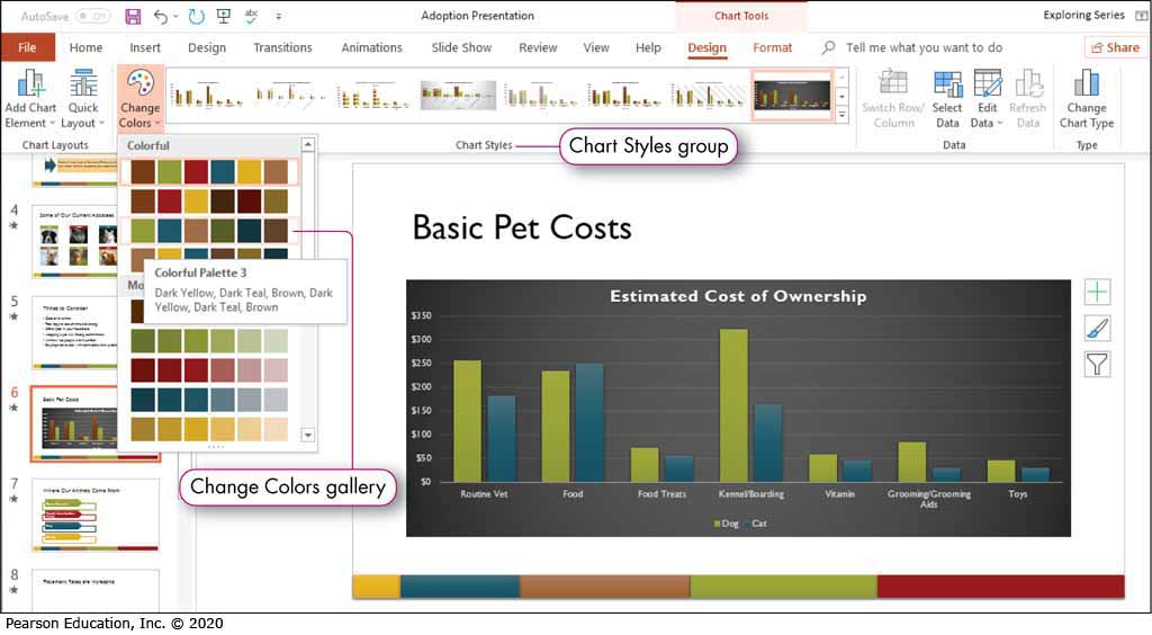 AutoSave Off
abc
Adoption Presentation
Chart Tools
Exploring Series
File Home Insert Design Transitions Animations Slide Show Review View Help Design Format Tell me what you want to do Share
Add Chart Element
Quick Layout
Change Colors
Switch Row/ Column
Select Data
Edit Data
Refresh Data
Change Chart Type
Chart Layouts
Chart Styles
Data
Type
Chart Styles group
Colorful
Colorful Palette 3
Dark Yellow, Dark Teal, Brown, Dark
Yellow, Dark Teal, Brown
Mo
Change Colors gallery
4
Some of Our Current Adoptees
5
Things to Consider
6
Basic Pet Costs
7
Where Our Animals Come From
8
Placement Rates are Increasing
Basic Pet Costs
Estimated Cost of Ownership
$350
$300
$250
$200
$150
$100
$50
$0
Routine Vet Food Food Treats Kennel/Boarding Vitamin Grooming/Grooming Aids Toys
Dog Cat
Pearson Education, Inc. © 2020